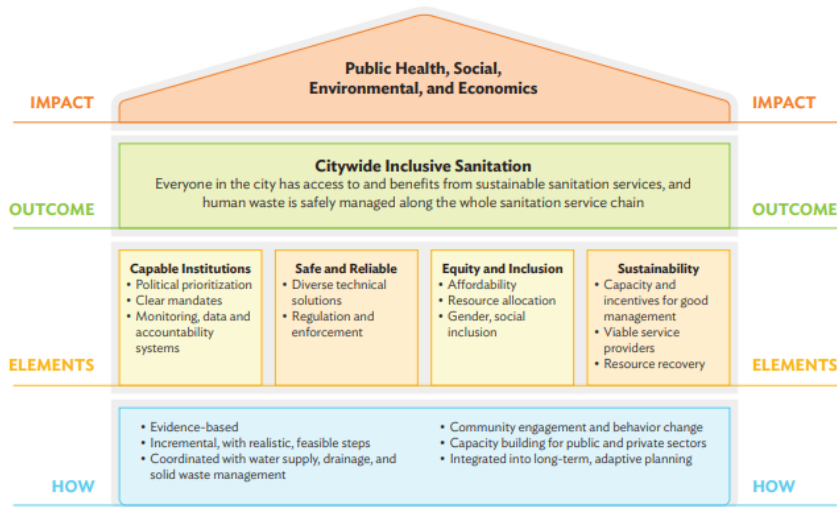 Public Health, Social,
Environmental, and Economics
IMPACT
IMPACT
Citywide Inclusive Sanitation
Everyone in the city has access to and benefits from sustainable sanitation services, and
human waste is safely managed along the whole sanitation service chain
OUTCOME
OUTCOME
Capable Institutions
• Political prioritization
• Clear mandates
• Monitoring, data and
accountability
systems
Safe and Reliable
• Diverse technical
solutions
• Regulation and
enforcement
Equity and Inclusion
• Affordability
• Resource allocation
• Gender, social
inclusion
Sustainability
• Capacity and
incentives for good
management
• Viable service
providers
• Resource recovery
ELEMENTS
ELEMENTS
• Evidence-based
• Incremental, with realistic, feasible steps
• Coordinated with water supply, drainage, and
solid waste management
• Community engagement and behavior change
• Capacity building for public and private sectors
• Integrated into long-term, adaptive planning
HOW
HOW